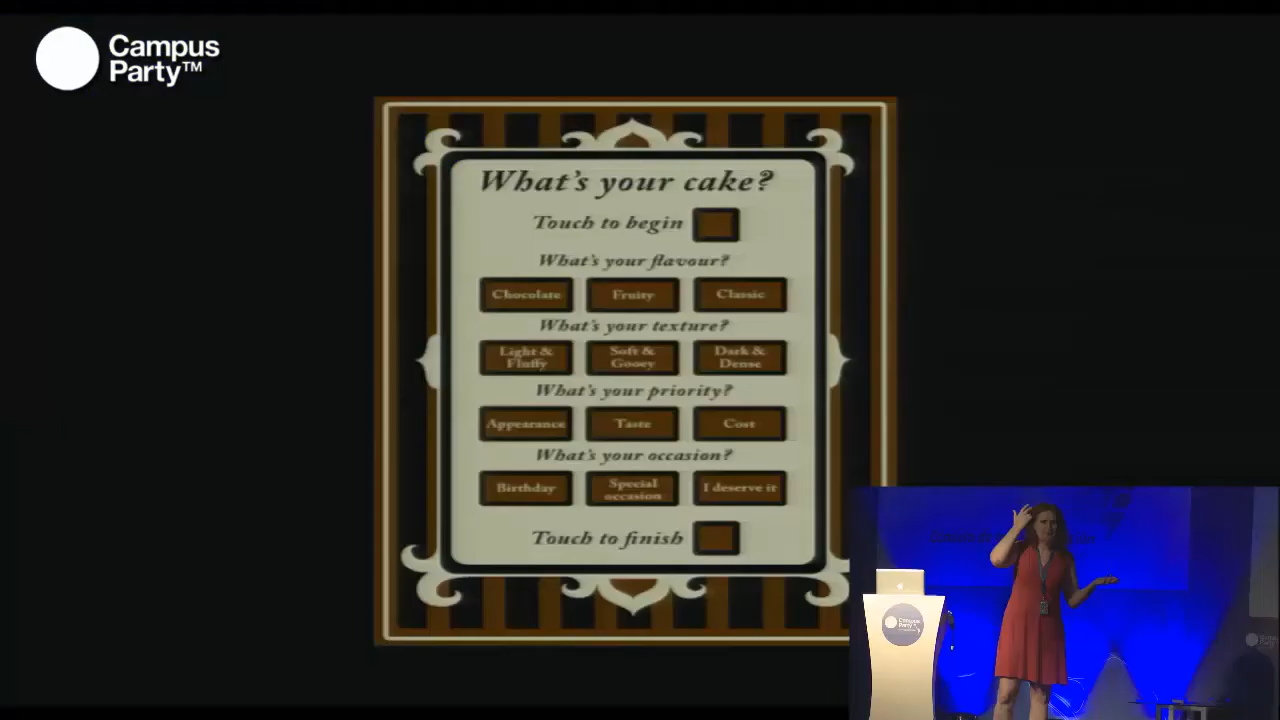 Campus
Party™
What's your cake?
Touch to begin
What's your flavour?
Chocolate
Fruity
Classic
What's your texture?
Light &
Fluffy
Soft &
Gooey
Dark &
Dense
What's your priority?
Appearance
Taste
Cost
What's your occasion?
Birthday
Special
occasion
I deserve it
Touch to finish
Campus
Party